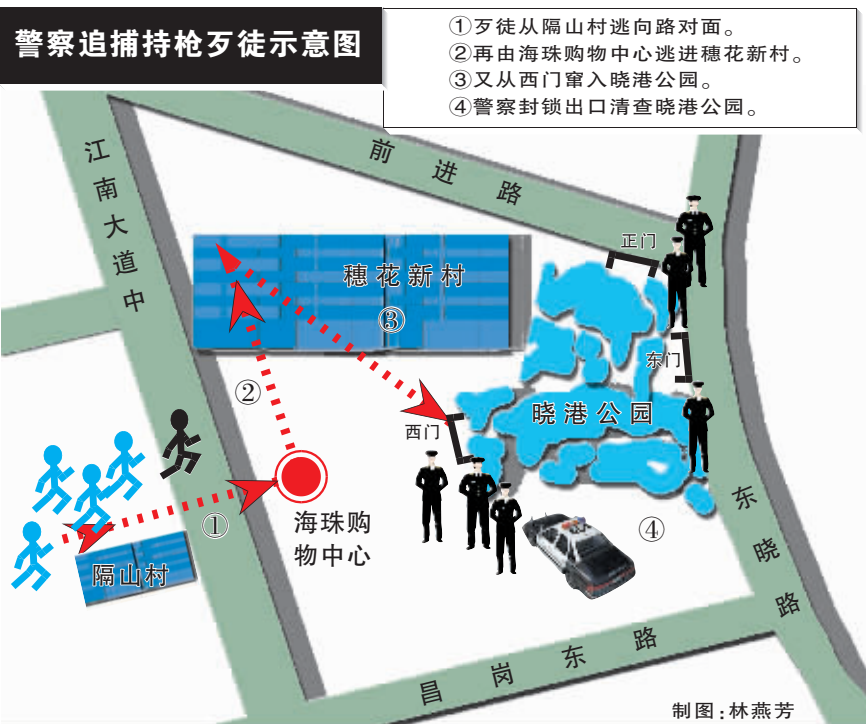 警察追捕持枪歹徒示意图
①歹徒从隔山村逃向路对面。
②再由海珠购物中心逃进穗花新村。
③又从西门窜入晓港公园。
④警察封锁出口清查晓港公园。
江南大道中
前进路
正门
穗花新村
③
东门
②
晓港公园
西门
①
海珠购
物中心
④
隔山村
东晓路
昌岗东路
制图:林燕芳